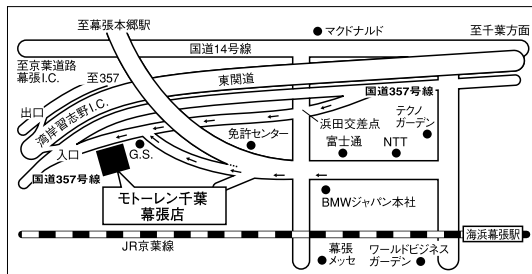 至幕張本郷駅
マクドナルド
至千葉方面
国道14号線
至京葉道路
幕張I.C.
至357
東関道
国道357号線
出口
湾岸習志野I.C.
浜田交差点
テクノ
ガーデン
免許センター
富士通
NTT
入口
G.S.
国道357号線
モトーレン千葉
幕張店
BMWジャパン本社
海浜幕張駅
JR京葉線
幕張
メッセ
ワールドビジネス
ガーデン